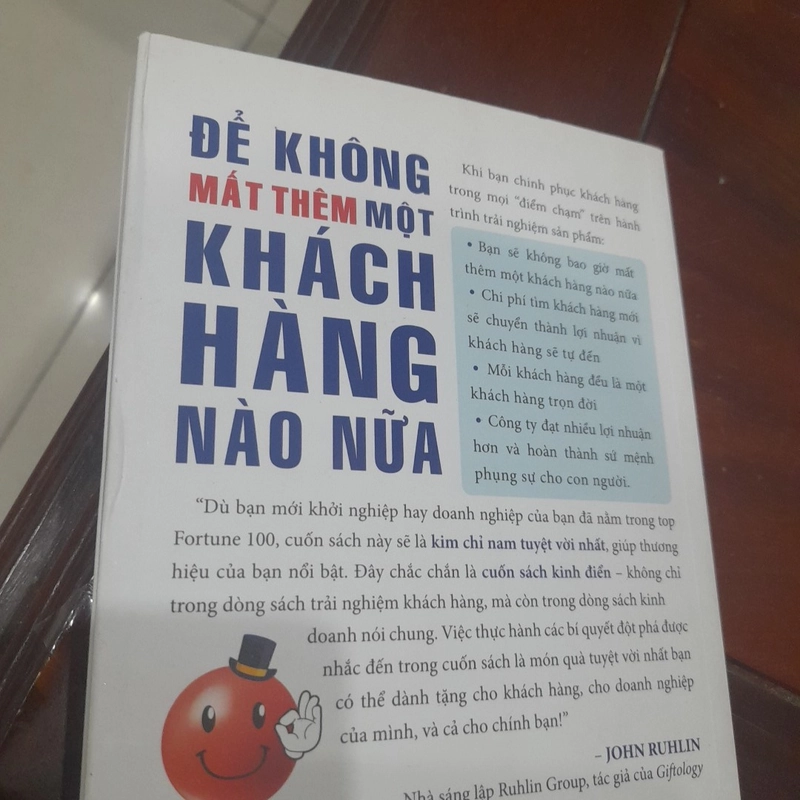 ĐỂ KHÔNG
MẤT THÊM MỘT
KHÁCH
HÀNG
NÀO NỮA
Khi bạn chinh phục khách hàng
trong mọi "điểm chạm" trên hành
trình trải nghiệm sản phẩm:
• Bạn sẽ không bao giờ mất
thêm một khách hàng nào nữa
• Chi phí tìm khách hàng mới
sẽ chuyển thành lợi nhuận vì
khách hàng sẽ tự đến
• Mỗi khách hàng đều là một
khách hàng trọn đời
• Công ty đạt nhiều lợi nhuận
hơn và hoàn thành sứ mệnh
phụng sự cho con người.
"Dù bạn mới khởi nghiệp hay doanh nghiệp của bạn đã nằm trong top
Fortune 100, cuốn sách này sẽ là kim chỉ nam tuyệt vời nhất, giúp thương
hiệu của bạn nổi bật. Đây chắc chắn là cuốn sách kinh điển – không chỉ
trong dòng sách trải nghiệm khách hàng, mà còn trong dòng sách kinh
doanh nói chung. Việc thực hành các bí quyết đột phá được
nhắc đến trong cuốn sách là món quà tuyệt vời nhất bạn
có thể dành tặng cho khách hàng, cho doanh nghiệp
của mình, và cả cho chính bạn!"
– JOHN RUHLIN
Nhà sáng lập Ruhlin Group, tác giả của Giftology